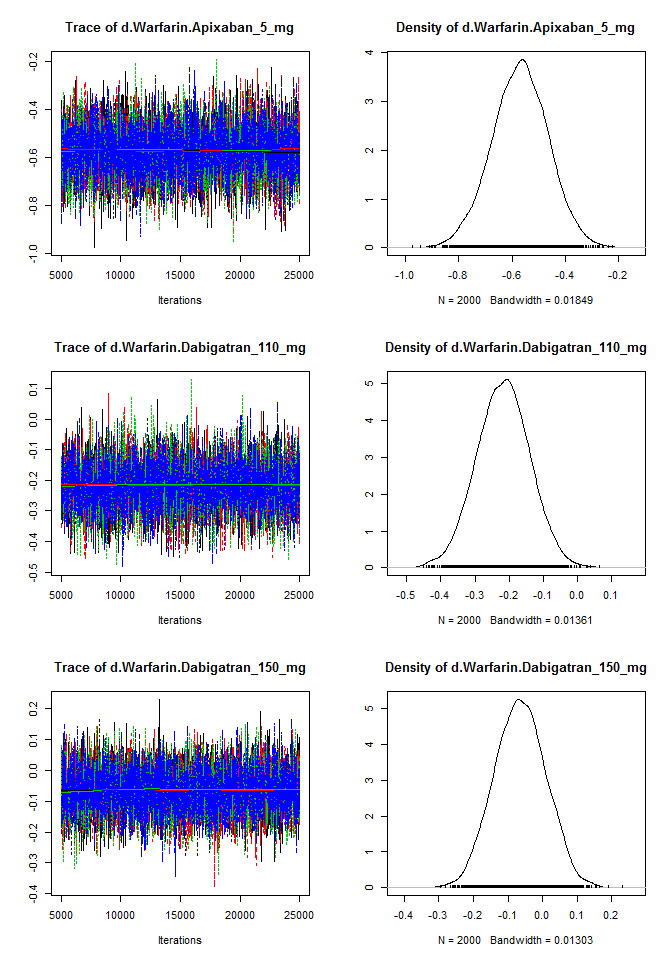 Trace of d.Warfarin.Apixaban_5_mg
-0.2
-0.4
-0.6
-0.8
-1.0
5000 10000 15000 20000 25000
Iterations
Density of d.Warfarin.Apixaban_5_mg
4
3
2
1
0
-1.0 -0.8 -0.6 -0.4 -0.2
N = 2000 Bandwidth = 0.01849
Trace of d.Warfarin.Dabigatran_110_mg
0.1
0.0
-0.1
-0.2
-0.3
-0.4
-0.5
5000 10000 15000 20000 25000
Iterations
Density of d.Warfarin.Dabigatran_110_mg
5
4
3
2
1
0
-0.5 -0.4 -0.3 -0.2 -0.1 0.0 0.1
N = 2000 Bandwidth = 0.01361
Trace of d.Warfarin.Dabigatran_150_mg
0.2
0.1
0.0
-0.1
-0.2
-0.3
-0.4
5000 10000 15000 20000 25000
Iterations
Density of d.Warfarin.Dabigatran_150_mg
5
4
3
2
1
0
-0.4 -0.3 -0.2 -0.1 0.0 0.1 0.2
N = 2000 Bandwidth = 0.01303